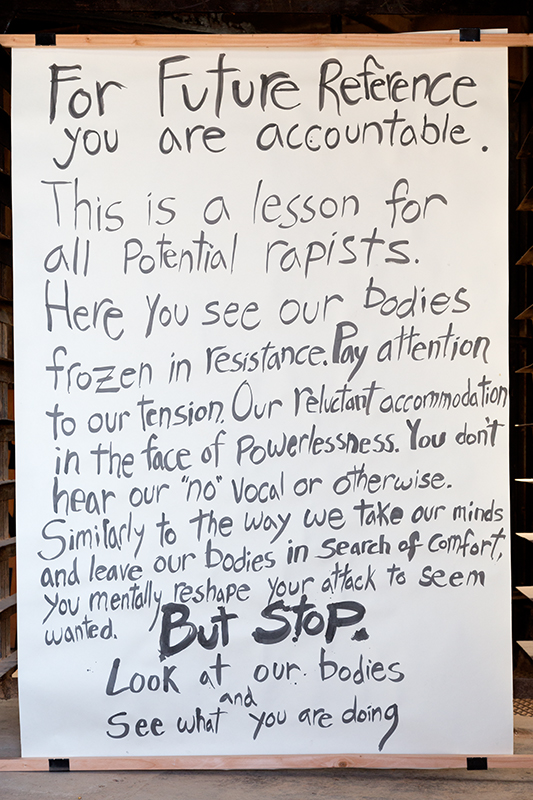 For Future Reference
you are accountable.
This is a lesson for
all Potential rapists.
Here You see our bodies
frozen in resistance. Pay attention
to our tension. Our reluctant accommodation
in the face of Powerlessness. You don't
hear our "no" Vocal or otherwise.
Similarly to the way we take our minds
and leave our bodies in search of comfort,
you mentally reshape your attack to seem
wanted. But StoP.
Look at our bodies
and
See what you are doing